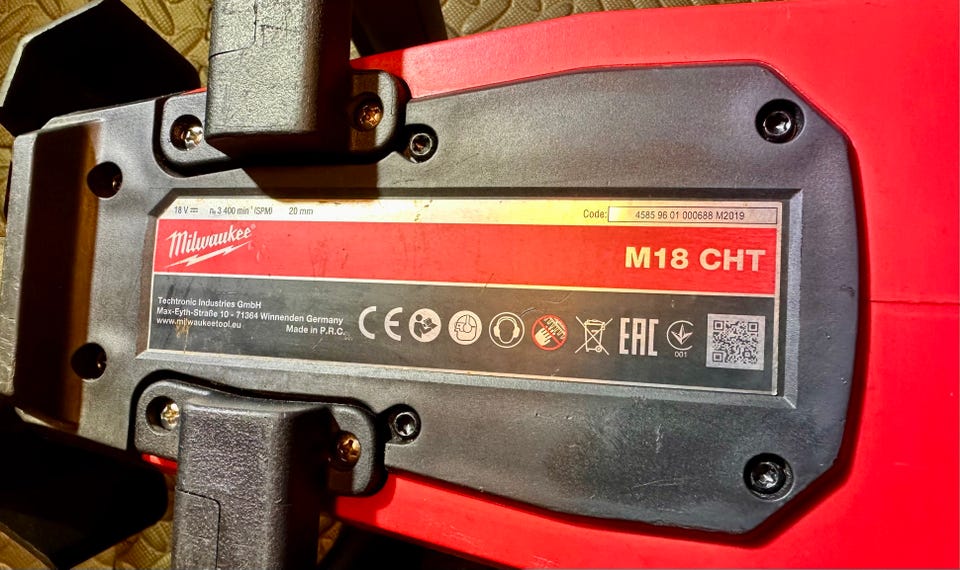 18 V ⎓ n₀ 3 400 min⁻¹ (SPM) 20 mm Code: 4585 96 01 000688 M2019
Milwaukee®
M18 CHT
Techtronic Industries GmbH
Max-Eyth-Straße 10 - 71364 Winnenden Germany
www.milwaukeetool.eu Made in P.R.C.
CE EAC
001